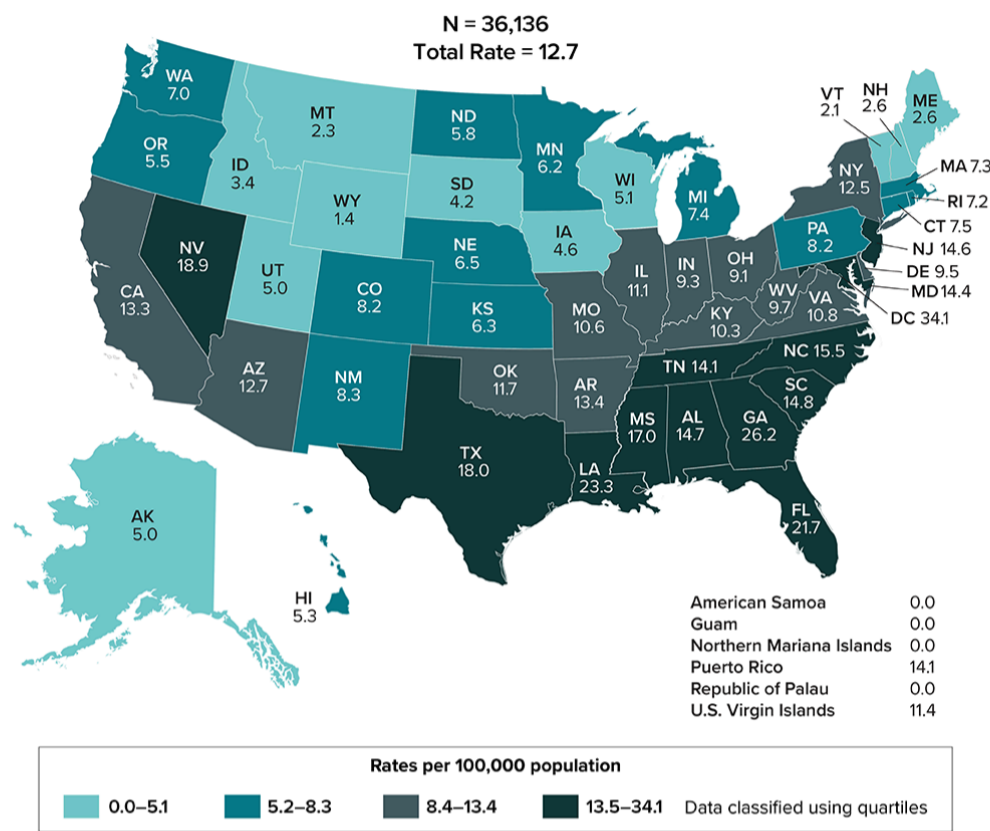 N = 36,136
Total Rate = 12.7
WA
7.0
MT
2.3
ND
5.8
MN
6.2
VT
2.1
NH
2.6
ME
2.6
OR
5.5
ID
3.4
WY
1.4
SD
4.2
WI
5.1
MI
7.4
NY
12.5
MA 7.3
RI 7.2
CT 7.5
NJ 14.6
DE 9.5
MD 14.4
DC 34.1
NV
18.9
UT
5.0
CO
8.2
NE
6.5
IA
4.6
PA
8.2
CA
13.3
KS
6.3
MO
10.6
IL
11.1
IN
9.3
OH
9.1
WV
9.7
VA
10.8
KY
10.3
AZ
12.7
NM
8.3
OK
11.7
AR
13.4
TN 14.1
NC 15.5
SC
14.8
TX
18.0
LA
23.3
MS
17.0
AL
14.7
GA
26.2
FL
21.7
AK
5.0
HI
5.3
American Samoa 0.0
Guam 0.0
Northern Mariana Islands 0.0
Puerto Rico 14.1
Republic of Palau 0.0
U.S. Virgin Islands 11.4
Rates per 100,000 population
0.0–5.1 5.2–8.3 8.4–13.4 13.5–34.1 Data classified using quartiles